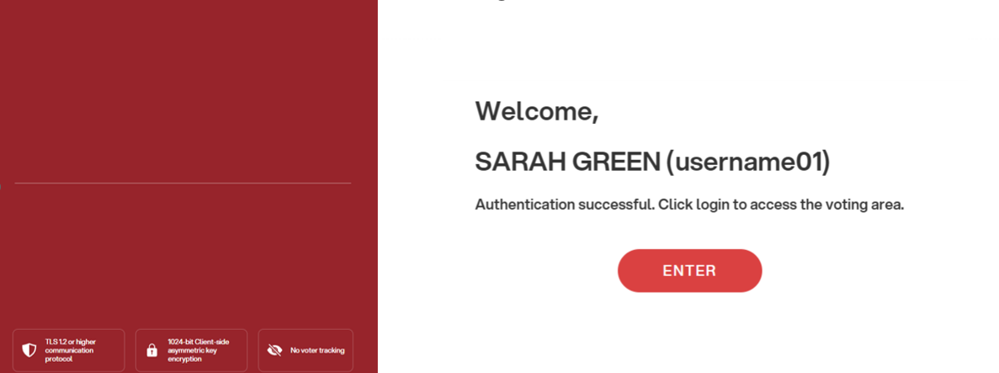 Welcome,
SARAH GREEN (username01)
Authentication successful. Click login to access the voting area.
ENTER
TLS 1.2 or higher
communication
protocol
1024-bit Client-side
asymmetric key
encryption
No voter tracking